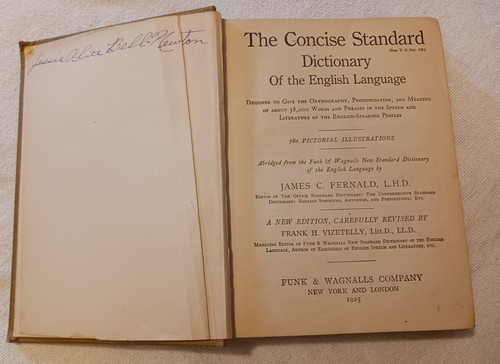 Jessie Alice Bell-Newton
The Concise Standard
(Reg. U. S. Pat. Off.)
Dictionary
Of the English Language
Designed to Give the Orthography, Pronunciation, and Meaning
of about 38,000 Words and Phrases in the Speech and
Literature of the English-Speaking Peoples
780 PICTORIAL ILLUSTRATIONS
Abridged from the Funk & Wagnalls New Standard Dictionary
of the English Language by
JAMES C. FERNALD, L.H.D.
Editor of The Office Standard Dictionary; The Comprehensive Standard
Dictionary; English Synonyms, Antonyms, and Prepositions; Etc.
A NEW EDITION, CAREFULLY REVISED BY
FRANK H. VIZETELLY, Litt.D., LL.D.
Managing Editor of Funk & Wagnalls New Standard Dictionary of the English
Language, Author of Essentials of English Speech and Literature, etc.
FUNK & WAGNALLS COMPANY
NEW YORK AND LONDON
1925